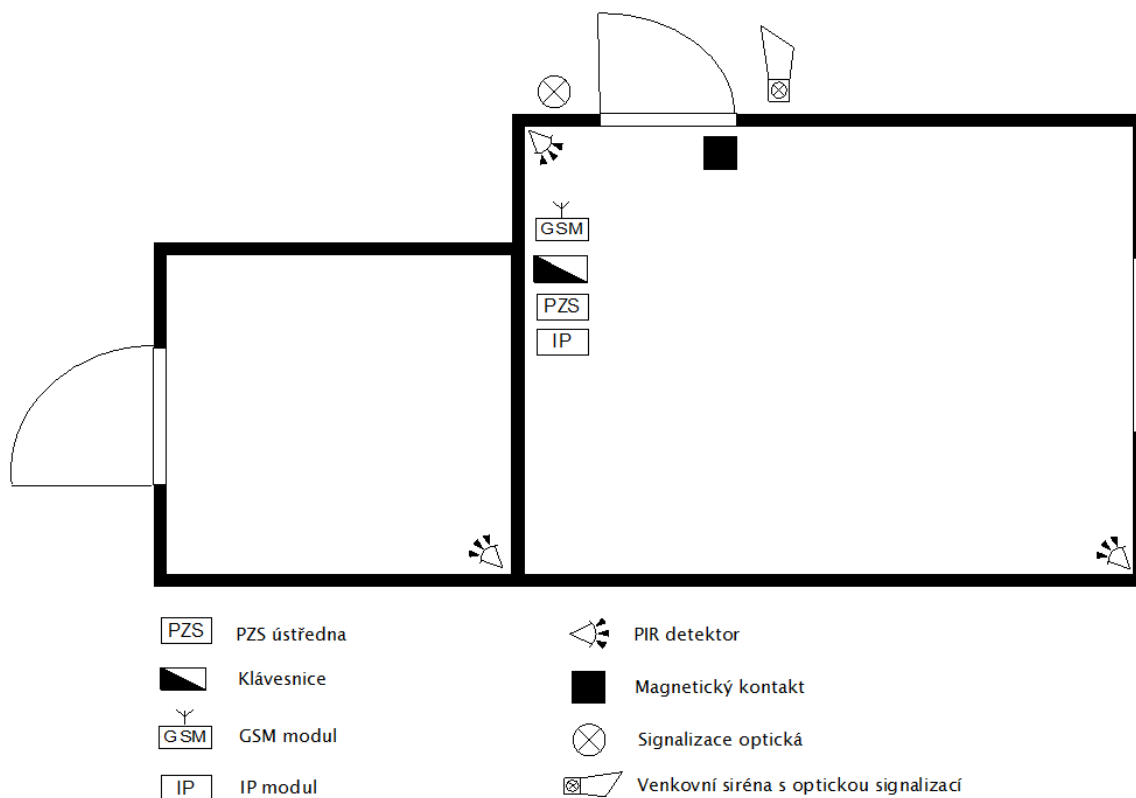 GSM
PZS
IP
PZS PZS ústředna
Klávesnice
GSM GSM modul
IP IP modul
PIR detektor
Magnetický kontakt
Signalizace optická
Venkovní siréna s optickou signalizací